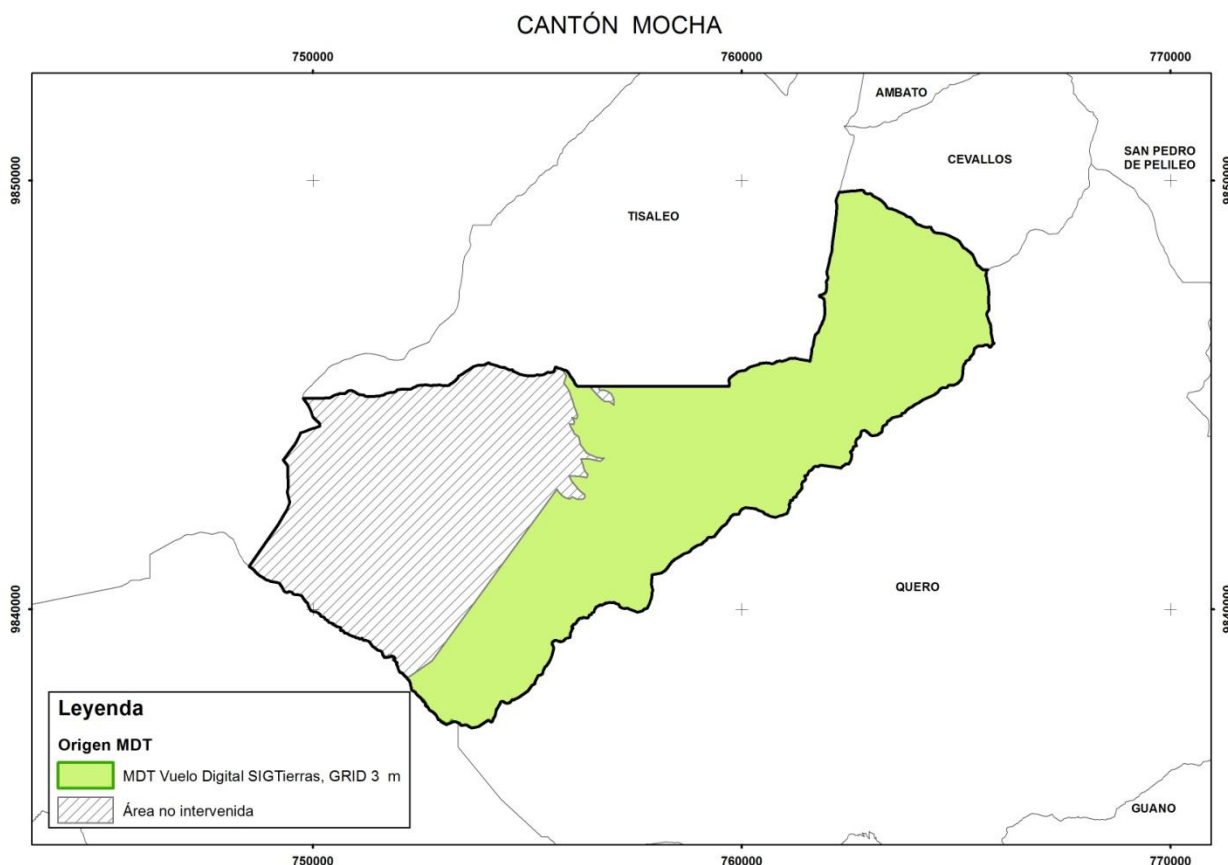 CANTÓN MOCHA
750000
760000
770000
AMBATO
SAN PEDRO
DE PELILEO
CEVALLOS
9850000
9850000
TISALEO
QUERO
9840000
9840000
Leyenda
Origen MDT
MDT Vuelo Digital SIGTierras, GRID 3 m
Área no intervenida
GUANO
750000
760000
770000